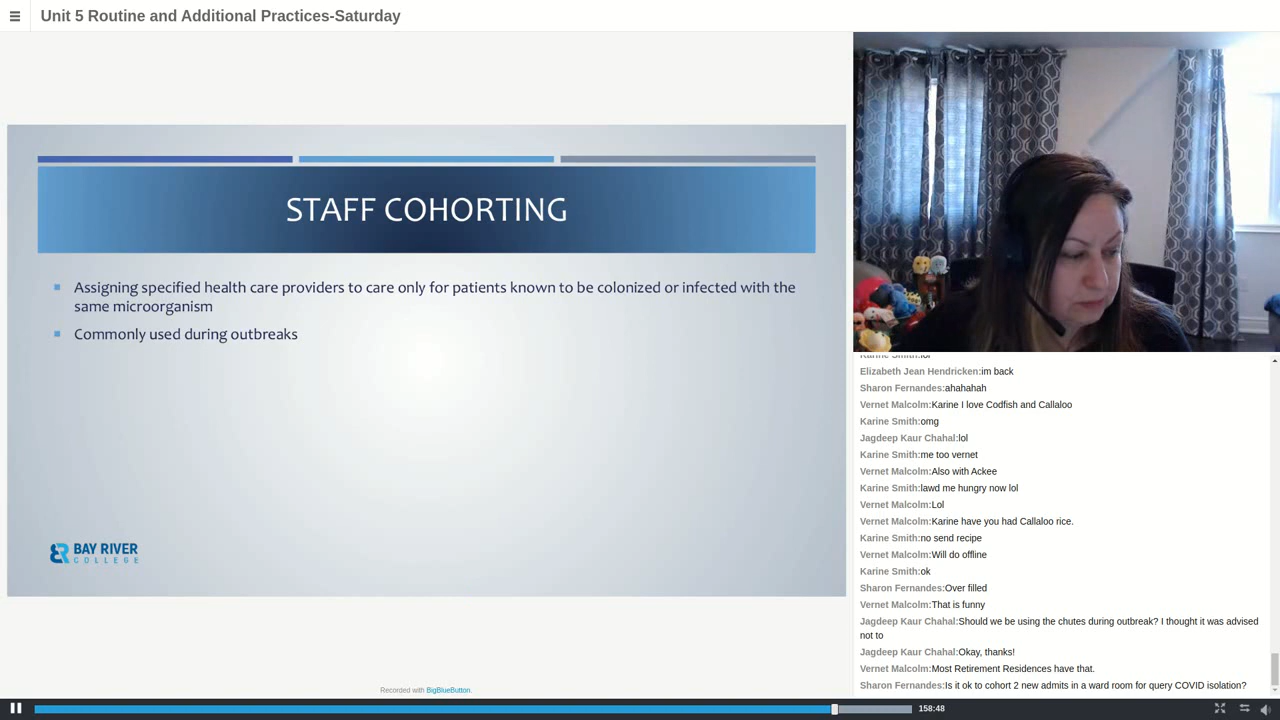 Unit 5 Routine and Additional Practices-Saturday
STAFF COHORTING
Assigning specified health care providers to care only for patients known to be colonized or infected with the
same microorganism
Commonly used during outbreaks
BAY RIVER
COLLEGE
Recorded with BigBlueButton.
Karine Smith:lol
Elizabeth Jean Hendricken:im back
Sharon Fernandes:ahahahah
Vernet Malcolm:Karine I love Codfish and Callaloo
Karine Smith:omg
Jagdeep Kaur Chahal:lol
Karine Smith:me too vernet
Vernet Malcolm:Also with Ackee
Karine Smith:lawd me hungry now lol
Vernet Malcolm:Lol
Vernet Malcolm:Karine have you had Callaloo rice.
Karine Smith:no send recipe
Vernet Malcolm:Will do offline
Karine Smith:ok
Sharon Fernandes:Over filled
Vernet Malcolm:That is funny
Jagdeep Kaur Chahal:Should we be using the chutes during outbreak? I thought it was advised
not to
Jagdeep Kaur Chahal:Okay, thanks!
Vernet Malcolm:Most Retirement Residences have that.
Sharon Fernandes:Is it ok to cohort 2 new admits in a ward room for query COVID isolation?
158:48